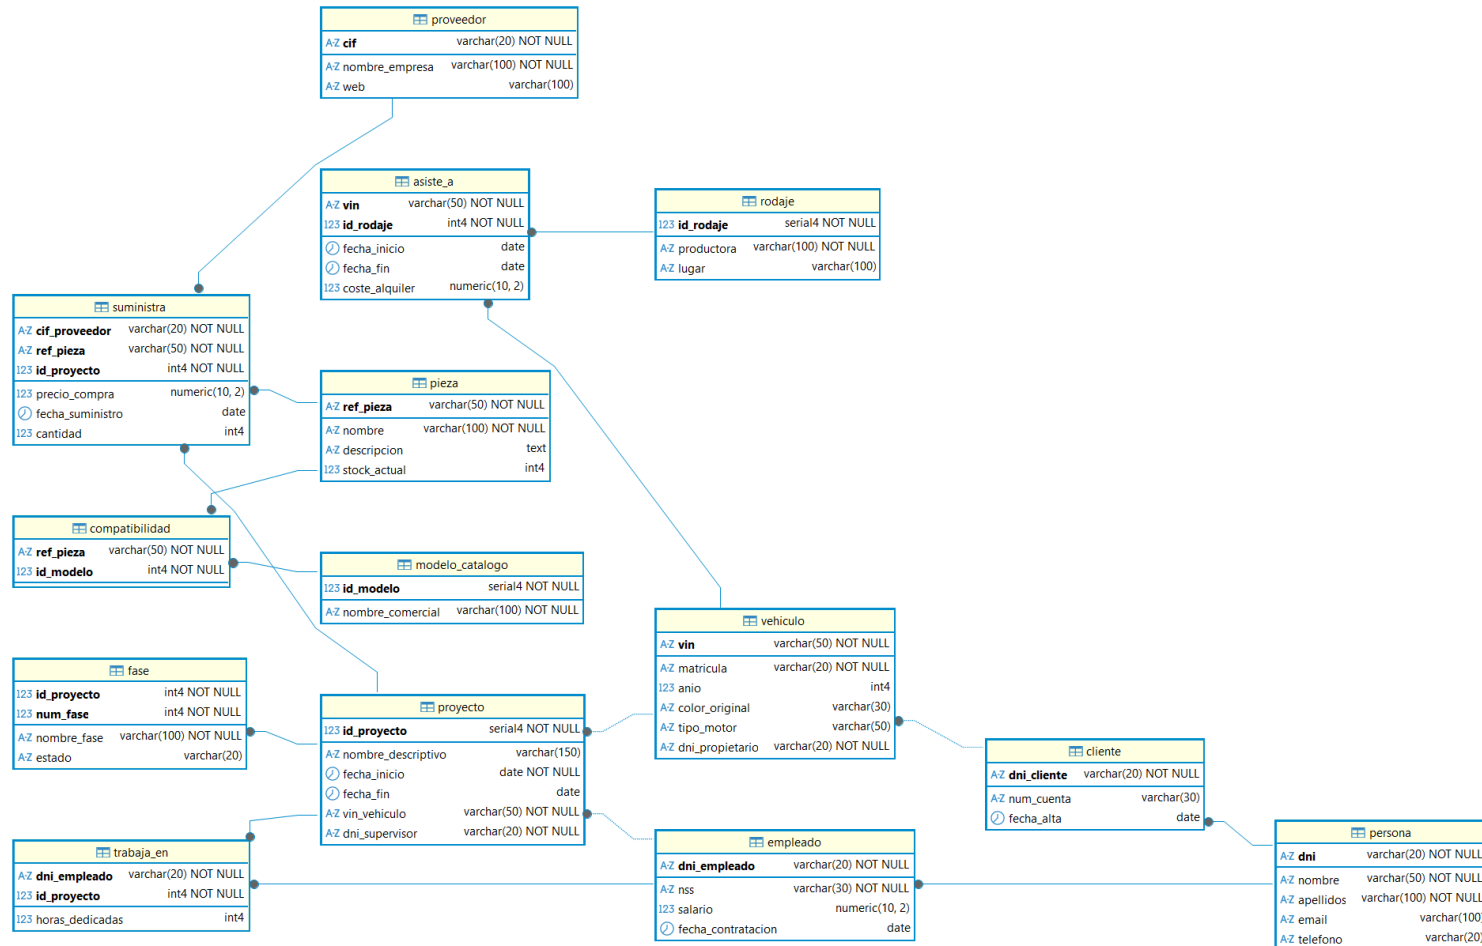 proveedor
A-Z cif varchar(20) NOT NULL
A-Z nombre_empresa varchar(100) NOT NULL
A-Z web varchar(100)
asiste_a
A-Z vin varchar(50) NOT NULL
123 id_rodaje int4 NOT NULL
fecha_inicio date
fecha_fin date
123 coste_alquiler numeric(10, 2)
rodaje
123 id_rodaje serial4 NOT NULL
A-Z productora varchar(100) NOT NULL
A-Z lugar varchar(100)
suministra
A-Z cif_proveedor varchar(20) NOT NULL
A-Z ref_pieza varchar(50) NOT NULL
123 id_proyecto int4 NOT NULL
123 precio_compra numeric(10, 2)
fecha_suministro date
123 cantidad int4
pieza
A-Z ref_pieza varchar(50) NOT NULL
A-Z nombre varchar(100) NOT NULL
A-Z descripcion text
123 stock_actual int4
compatibilidad
A-Z ref_pieza varchar(50) NOT NULL
123 id_modelo int4 NOT NULL
modelo_catalogo
123 id_modelo serial4 NOT NULL
A-Z nombre_comercial varchar(100) NOT NULL
vehiculo
A-Z vin varchar(50) NOT NULL
A-Z matricula varchar(20) NOT NULL
123 anio int4
A-Z color_original varchar(30)
A-Z tipo_motor varchar(50)
A-Z dni_propietario varchar(20) NOT NULL
fase
123 id_proyecto int4 NOT NULL
123 num_fase int4 NOT NULL
A-Z nombre_fase varchar(100) NOT NULL
A-Z estado varchar(20)
proyecto
123 id_proyecto serial4 NOT NULL
A-Z nombre_descriptivo varchar(150)
fecha_inicio date NOT NULL
fecha_fin date
A-Z vin_vehiculo varchar(50) NOT NULL
A-Z dni_supervisor varchar(20) NOT NULL
cliente
A-Z dni_cliente varchar(20) NOT NULL
A-Z num_cuenta varchar(30)
fecha_alta date
trabaja_en
A-Z dni_empleado varchar(20) NOT NULL
123 id_proyecto int4 NOT NULL
123 horas_dedicadas int4
empleado
A-Z dni_empleado varchar(20) NOT NULL
A-Z nss varchar(30) NOT NULL
123 salario numeric(10, 2)
fecha_contratacion date
persona
A-Z dni varchar(20) NOT NULL
A-Z nombre varchar(50) NOT NULL
A-Z apellidos varchar(100) NOT NULL
A-Z email varchar(100)
A-Z telefono varchar(20)